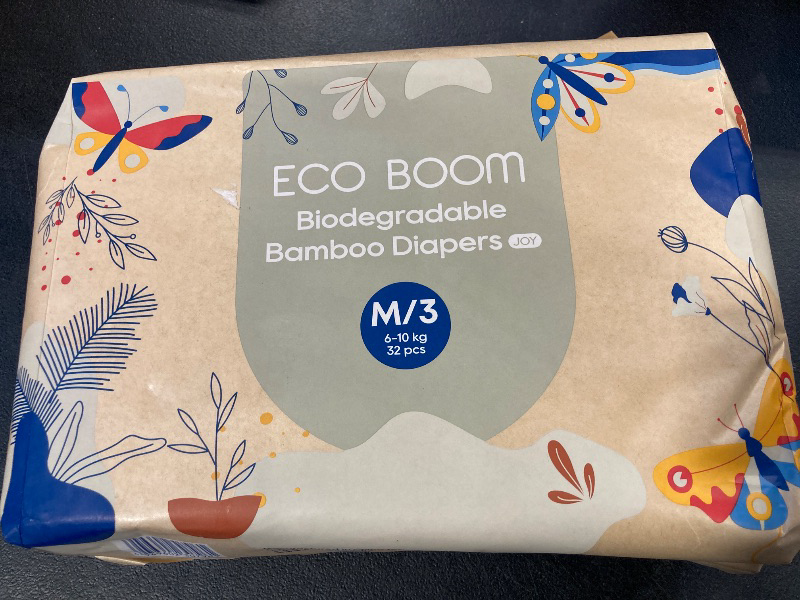 ECO BOOM
Biodegradable
Bamboo Diapers JOY
M/3
6-10 kg
32 pcs